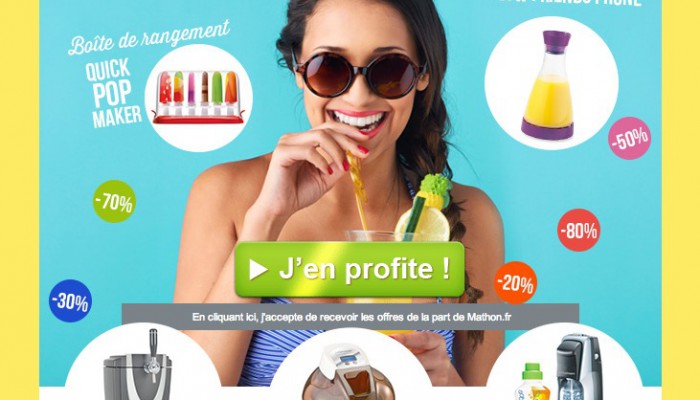 Boîte de rangement
QUICK
POP
MAKER
-50%
-70%
-80%
J'en profite !
-20%
-30%
En cliquant ici, j'accepte de recevoir les offres de la part de Mathon.fr